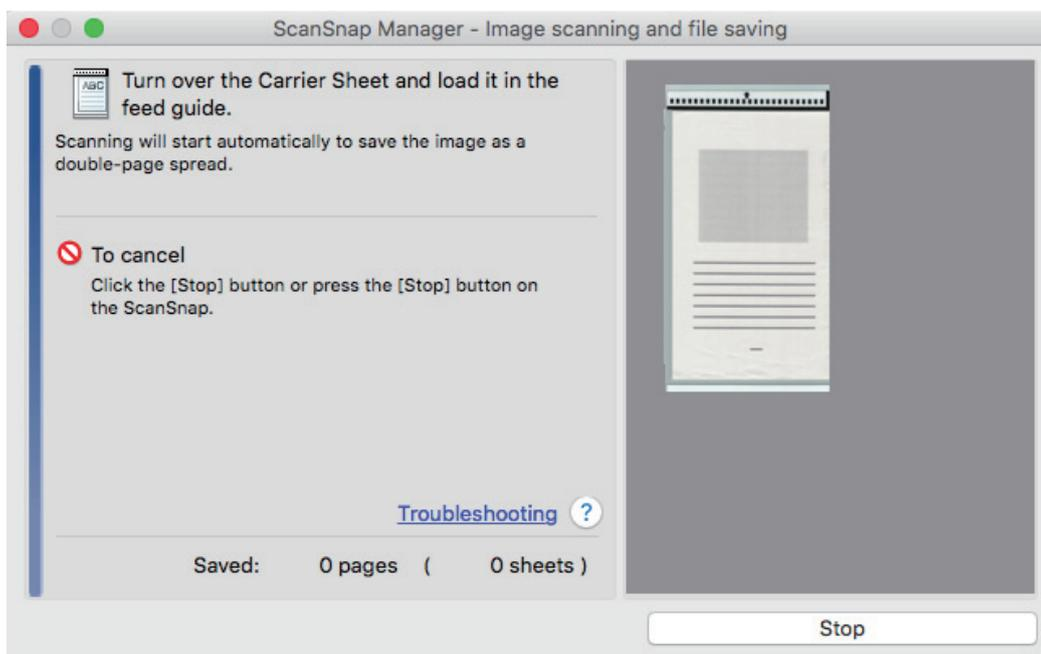 ScanSnap Manager - Image scanning and file saving
ABC
Turn over the Carrier Sheet and load it in the
feed guide.
Scanning will start automatically to save the image as a
double-page spread.
To cancel
Click the [Stop] button or press the [Stop] button on
the ScanSnap.
Troubleshooting ?
Saved: 0 pages ( 0 sheets )
Stop